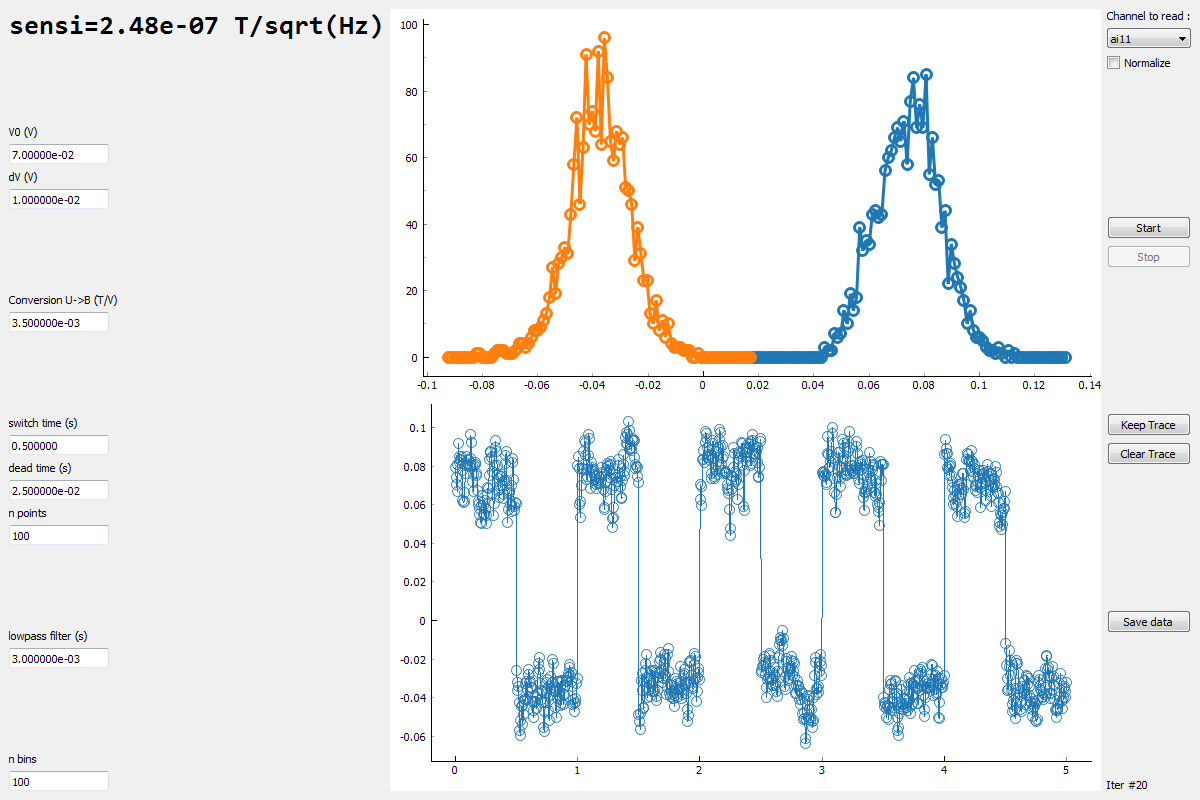 sensi=2.48e-07 T/sqrt(Hz)
V0 (V)
7.00000e-02
dV (V)
1.000000e-02
Conversion U->B (T/V)
3.500000e-03
switch time (s)
0.500000
dead time (s)
2.500000e-02
n points
100
lowpass filter (s)
3.000000e-03
n bins
100
100
80
60
40
20
0
-0.1 -0.08 -0.06 -0.04 -0.02 0 0.02 0.04 0.06 0.08 0.1 0.12 0.14
0.1
0.08
0.06
0.04
0.02
0
-0.02
-0.04
-0.06
0 1 2 3 4 5
Channel to read :
ai11
Normalize
Start
Stop
Keep Trace
Clear Trace
Save data
Iter #20